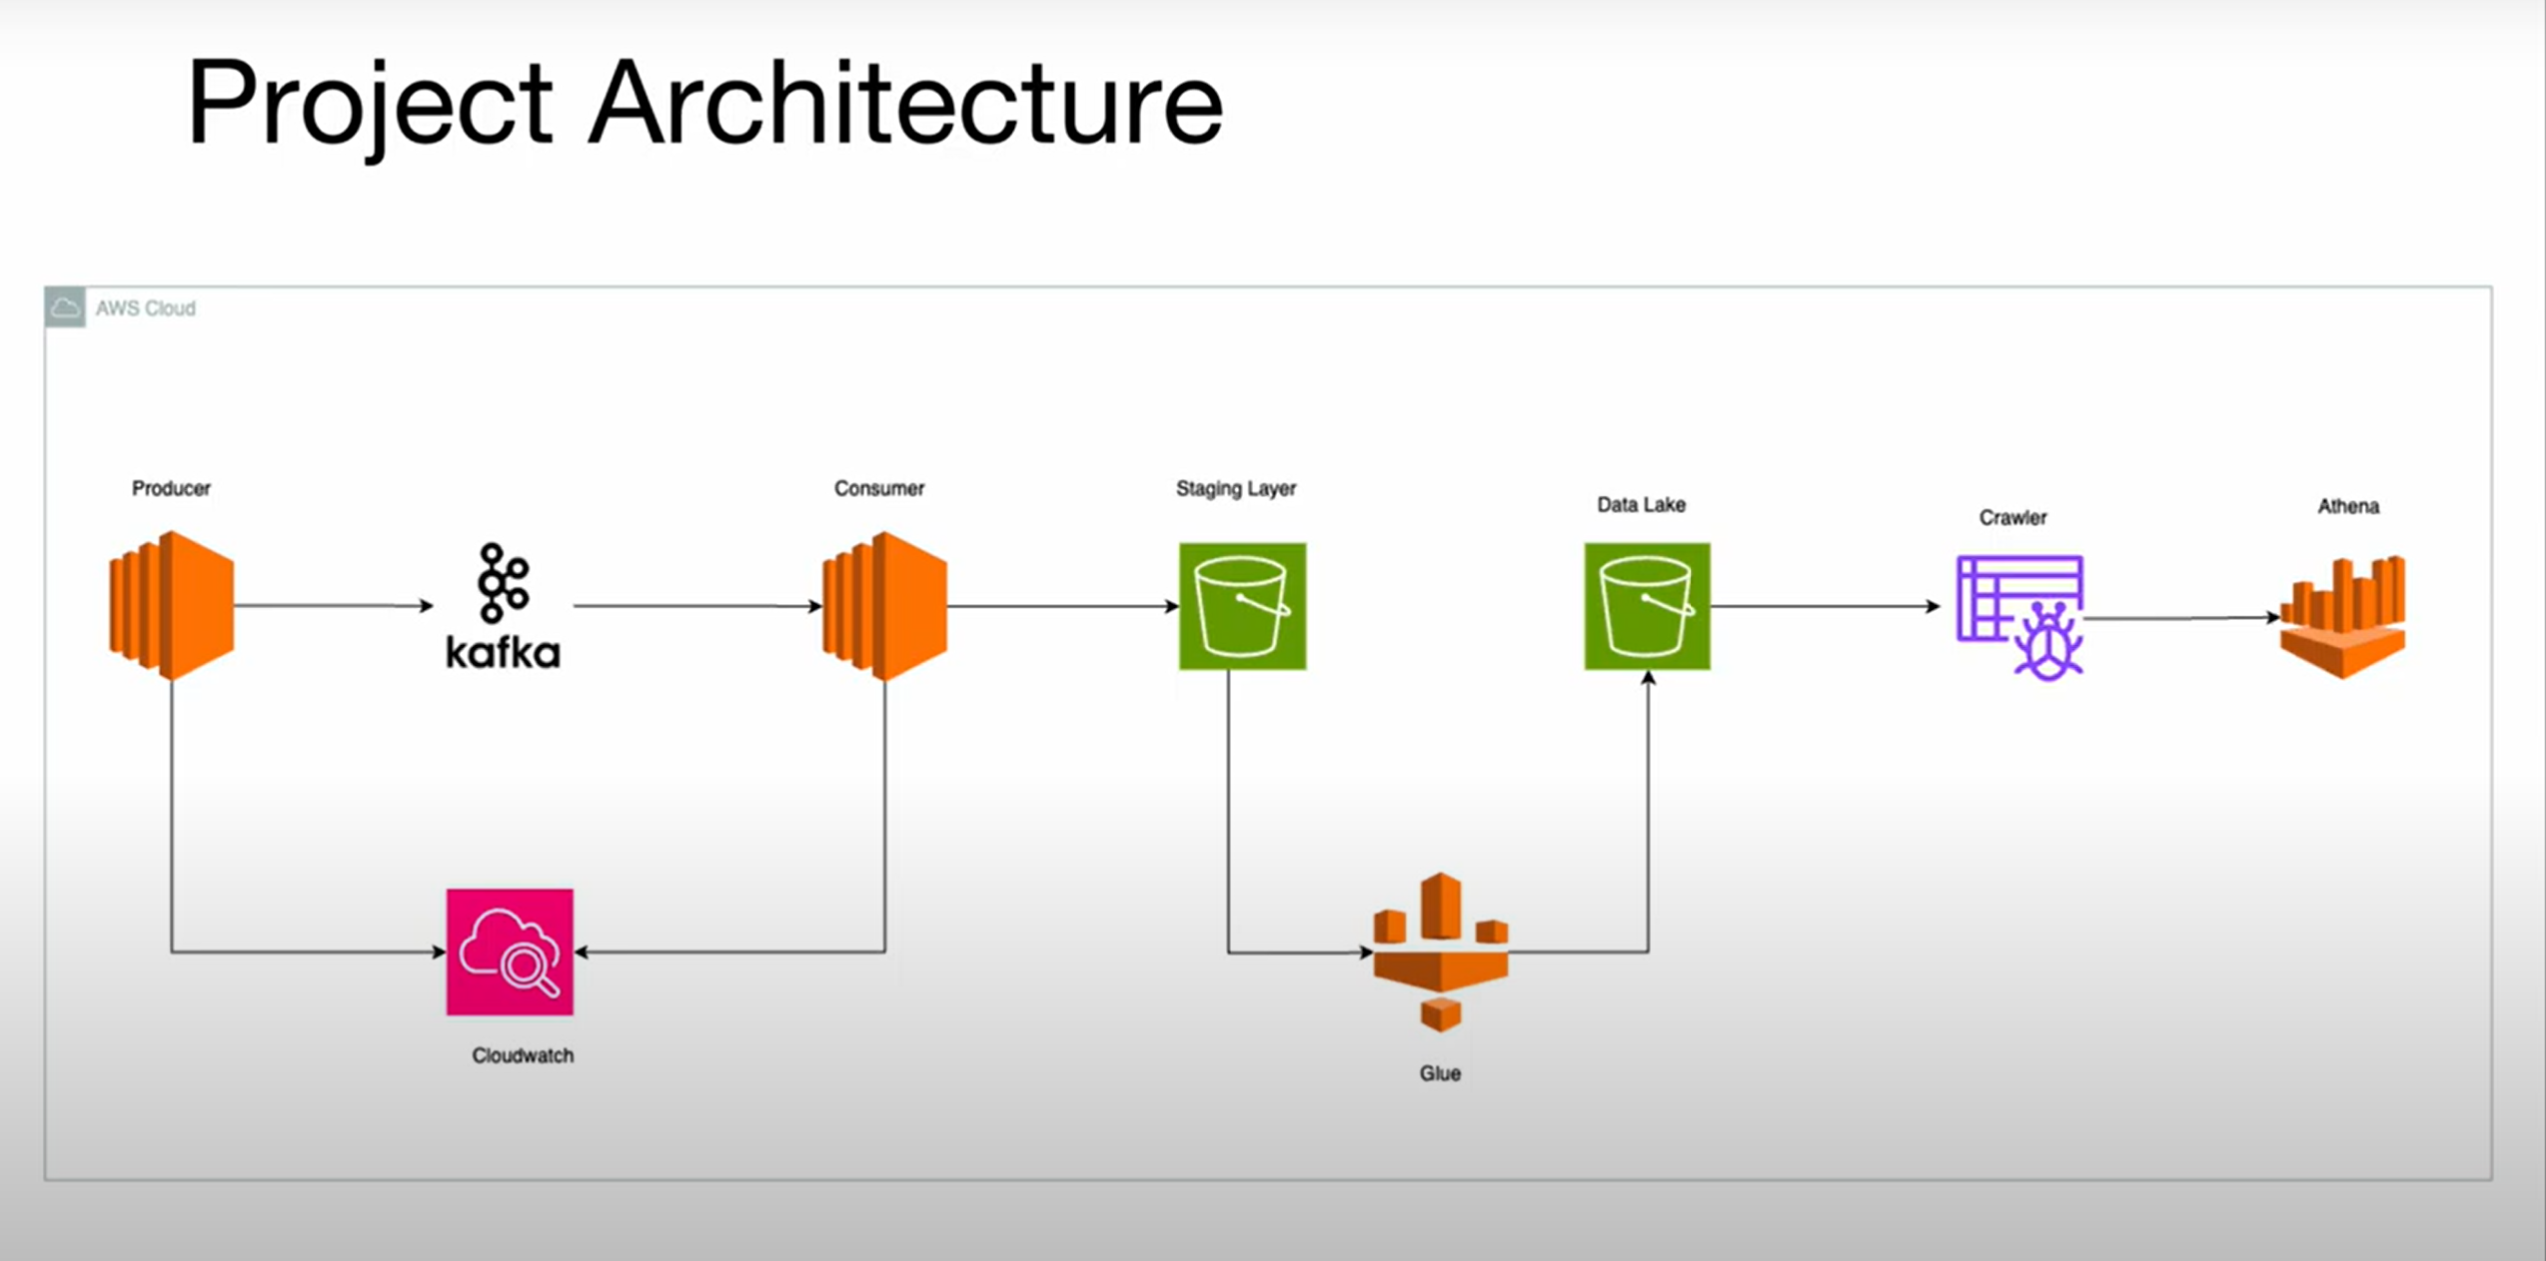 Project Architecture
AWS Cloud
Producer
Consumer
Staging Layer
Data Lake
Crawler
Athena
kafka
Cloudwatch
Glue